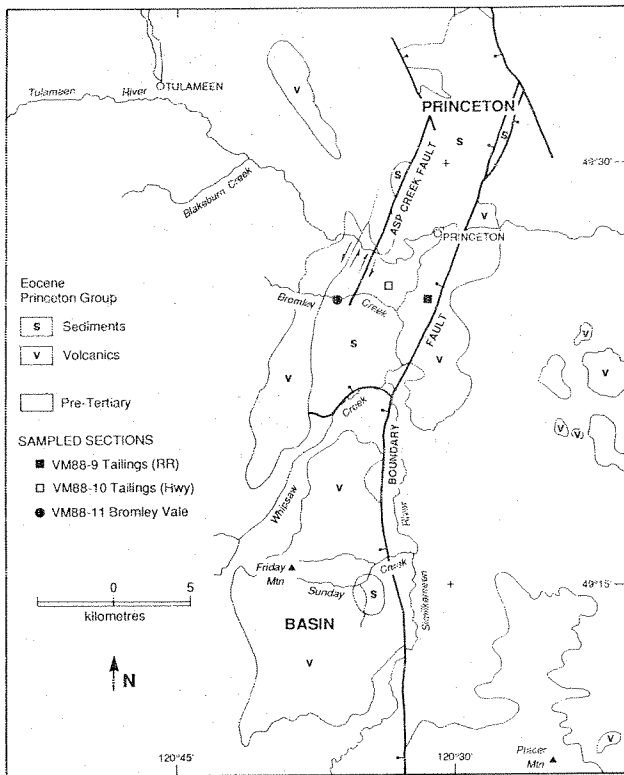 Tulameen River
TULAMEEN
V
PRINCETON
S
S
S
49°30'
Blakeburn Creek
ASP CREEK FAULT
V
PRINCETON
Eocene
Princeton Group
S Sediments
V Volcanics
Pre-Tertiary
SAMPLED SECTIONS
VM88-9 Tailings (RR)
VM88-10 Tailings (Hwy)
VM88-11 Bromley Vale
Bromley Creek
S
V
V
V
V
V
V
V
BOUNDARY FAULT
Creek
Whipsaw
V
River
Similkameen
Friday
Mtn
Creek
Sunday
S
49°15'
BASIN
V
0 5
kilometres
N
V
Placer
Mtn
120°45'
120°30'